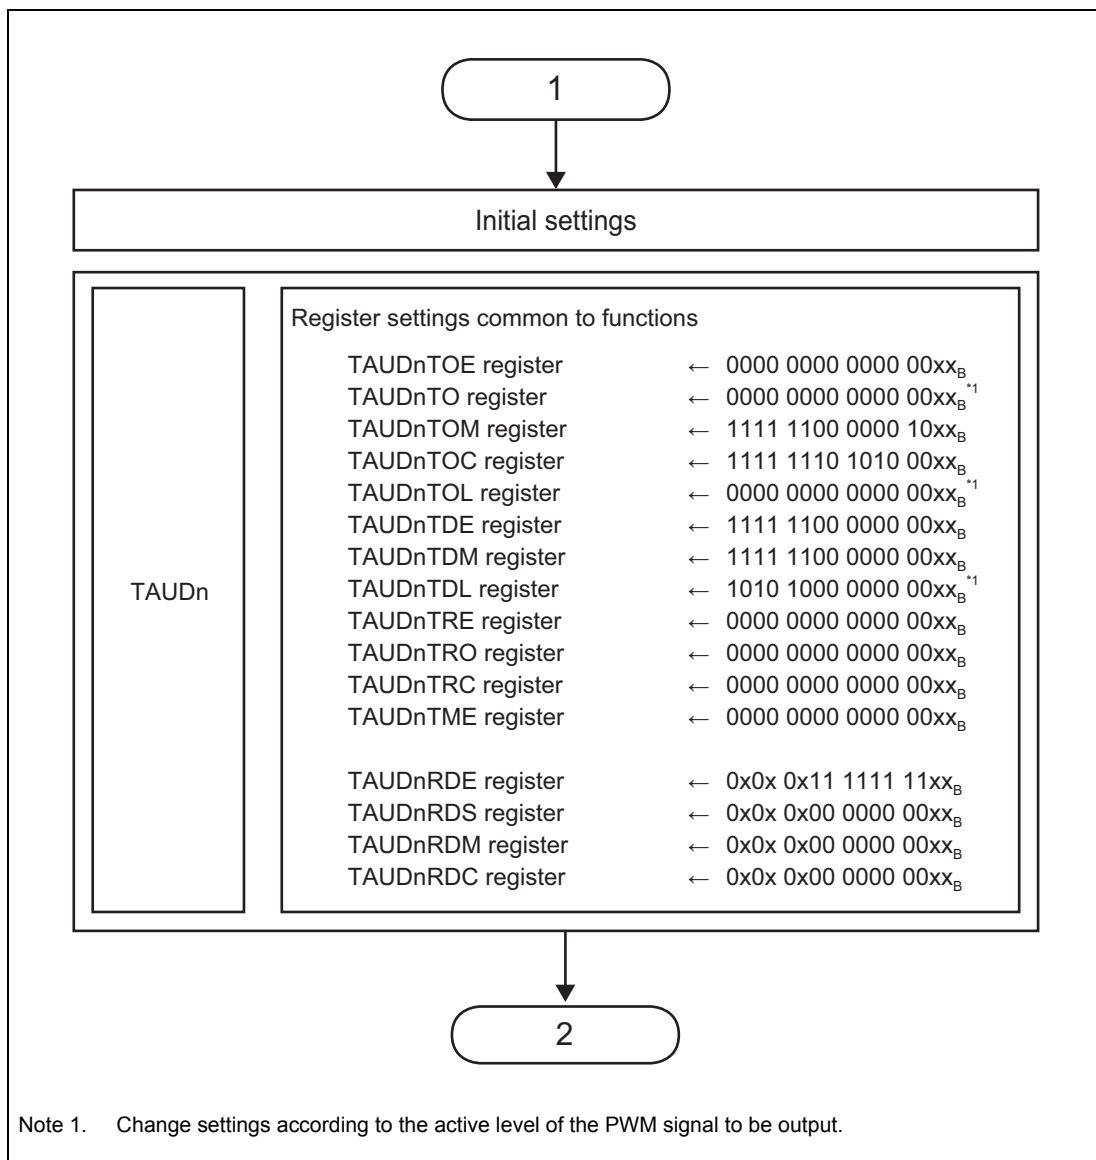 1
Initial settings
TAUDn
Register settings common to functions
TAUDnTOE register ← 0000 0000 0000 00xxB
TAUDnTO register ← 0000 0000 0000 00xxB*1
TAUDnTOM register ← 1111 1100 0000 10xxB
TAUDnTOC register ← 1111 1110 1010 00xxB
TAUDnTOL register ← 0000 0000 0000 00xxB*1
TAUDnTDE register ← 1111 1100 0000 00xxB
TAUDnTDM register ← 1111 1100 0000 00xxB
TAUDnTDL register ← 1010 1000 0000 00xxB*1
TAUDnTRE register ← 0000 0000 0000 00xxB
TAUDnTRO register ← 0000 0000 0000 00xxB
TAUDnTRC register ← 0000 0000 0000 00xxB
TAUDnTME register ← 0000 0000 0000 00xxB
TAUDnRDE register ← 0x0x 0x11 1111 11xxB
TAUDnRDS register ← 0x0x 0x00 0000 00xxB
TAUDnRDM register ← 0x0x 0x00 0000 00xxB
TAUDnRDC register ← 0x0x 0x00 0000 00xxB
2
Note 1. Change settings according to the active level of the PWM signal to be output.